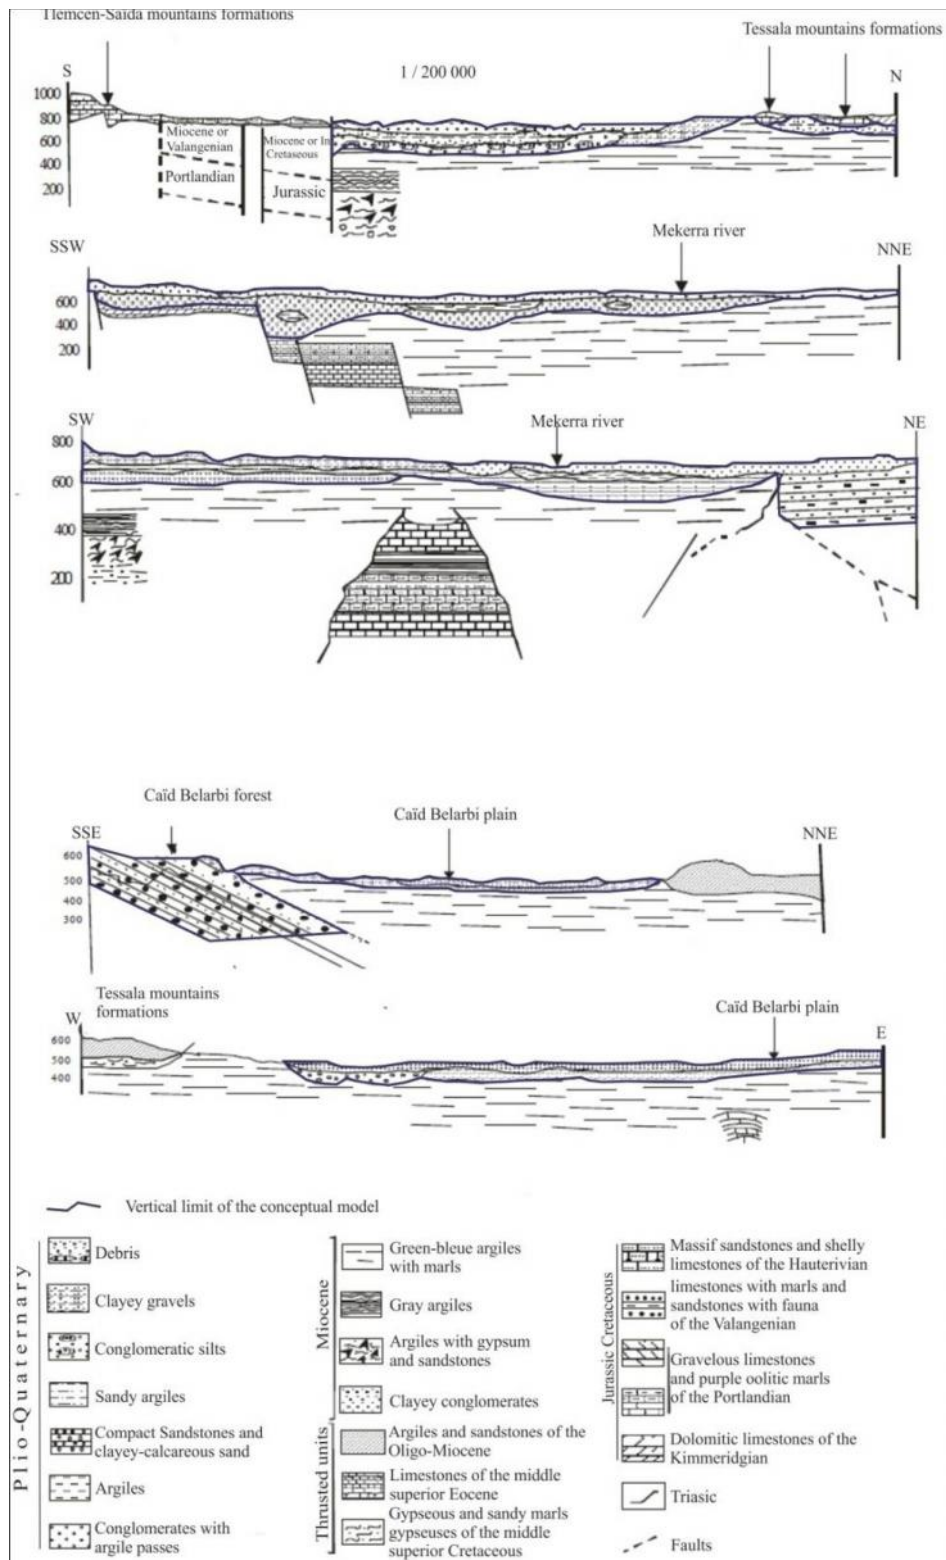 Tlemcen-Saïda mountains formations
Tessala mountains formations
S
1 / 200 000
N
1000
800
600
400
200
Miocene or
Valangenian
Portlandian
Miocene or In
Cretaseous
Jurassic
SSW
Mekerra river
NNE
600
400
200
SW
Mekerra river
NE
800
600
400
200
Caïd Belarbi forest
Caïd Belarbi plain
SSE
NNE
600
500
400
300
Tessala mountains
formations
Caïd Belarbi plain
W
E
600
500
400
Vertical limit of the conceptual model
Plio-Quaternary
Debris
Clayey gravels
Conglomeratic silts
Sandy argiles
Compact Sandstones and
clayey-calcareous sand
Argiles
Conglomerates with
argile passes
Miocene
Green-bleue argiles
with marls
Gray argiles
Argiles with gypsum
and sandstones
Clayey conglomerates
Thrusted units
Argiles and sandstones of the
Oligo-Miocene
Limestones of the middle
superior Eocene
Gypseous and sandy marls
gypseuses of the middle
superior Cretaceous
Jurassic Cretaceous
Massif sandstones and shelly
limestones of the Hauterivian
limestones with marls and
sandstones with fauna
of the Valangenian
Gravelous limestones
and purple oolitic marls
of the Portlandian
Dolomitic limestones of the
Kimmeridgian
Triasic
Faults